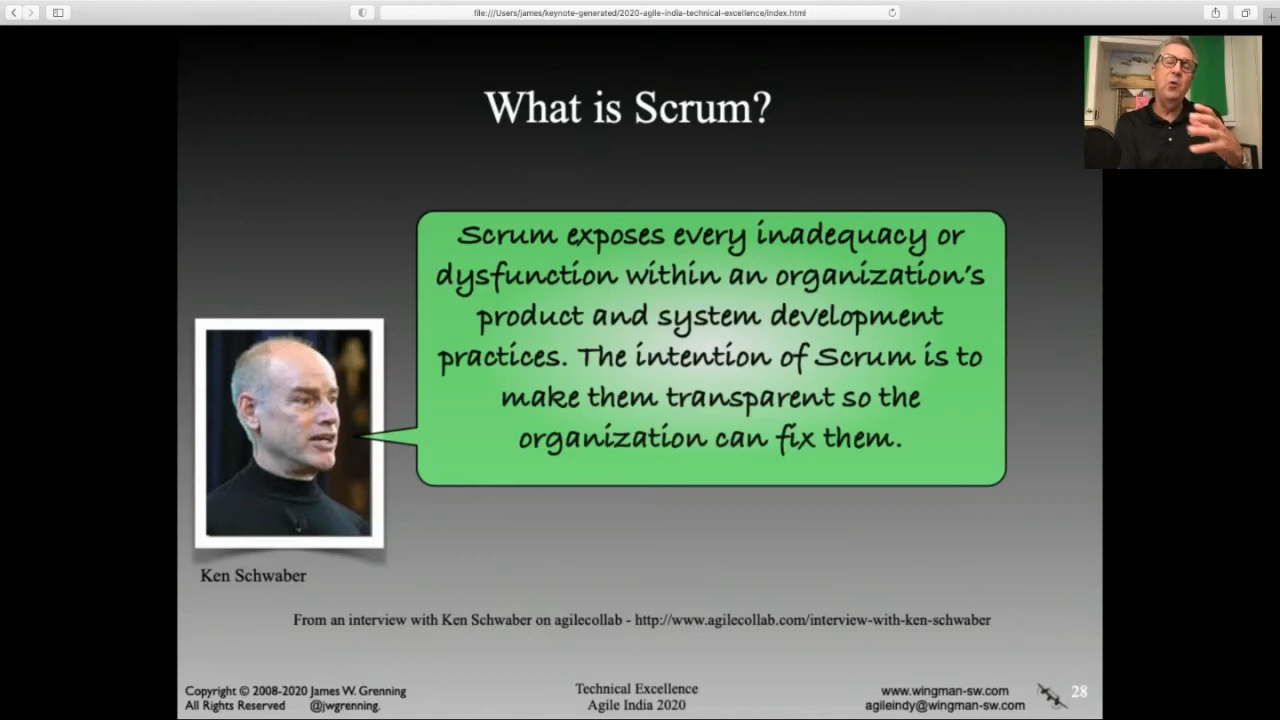 file:///Users/james/keynote-generated/2020-agile-india-technical-excellence/index.html
What is Scrum?
Scrum exposes every inadequacy or
dysfunction within an organization's
product and system development
practices. The intention of Scrum is to
make them transparent so the
organization can fix them.
Ken Schwaber
From an interview with Ken Schwaber on agilecollab - http://www.agilecollab.com/interview-with-ken-schwaber
Copyright © 2008-2020 James W. Grenning
All Rights Reserved @jwgrenning.
Technical Excellence
Agile India 2020
www.wingman-sw.com
agileindy@wingman-sw.com
28